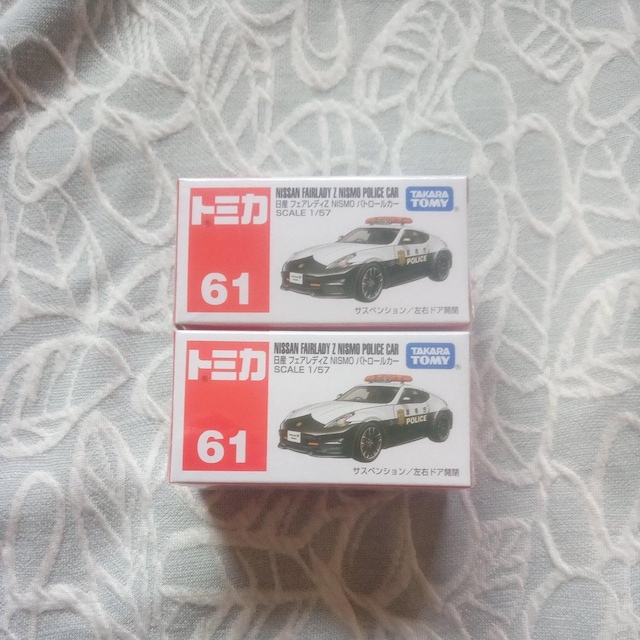 トミカ
61
NISSAN FAIRLADY Z NISMO POLICE CAR
日産 フェアレディZ NISMO パトロールカー
SCALE 1/57
TAKARA
TOMY
POLICE
サスペンション/左右ドア開閉
トミカ
61
NISSAN FAIRLADY Z NISMO POLICE CAR
日産 フェアレディZ NISMO パトロールカー
SCALE 1/57
TAKARA
TOMY
POLICE
サスペンション/左右ドア開閉